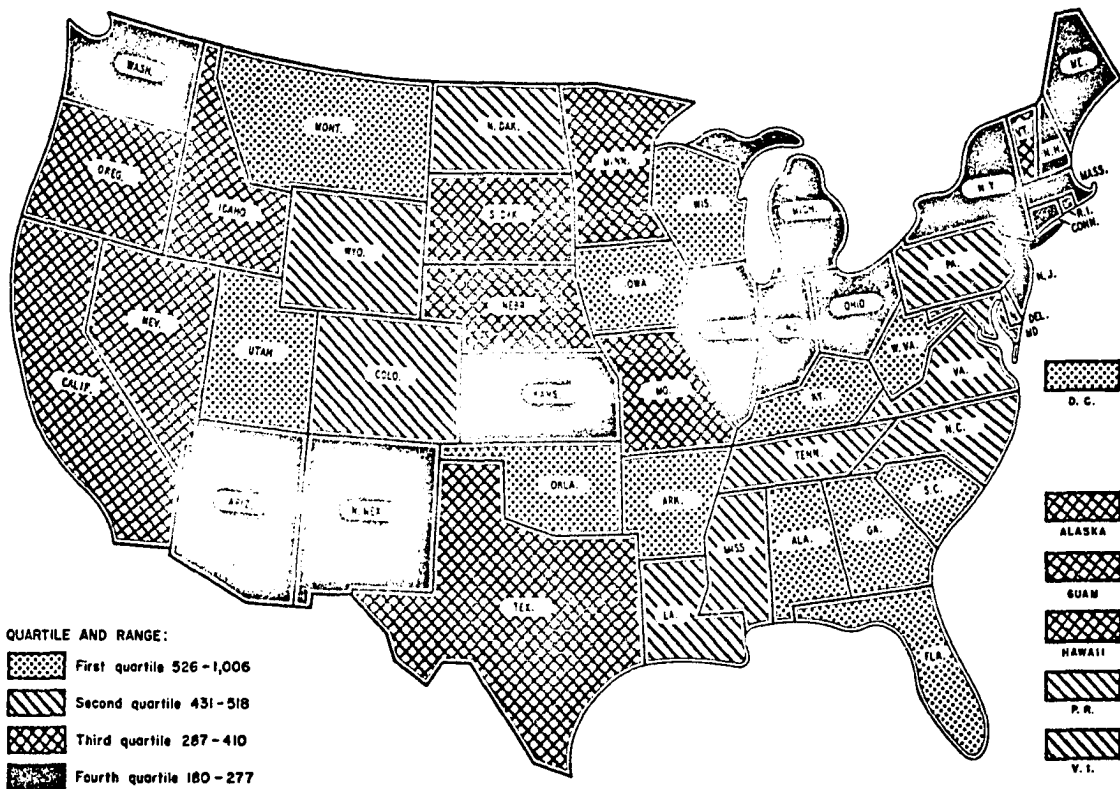 WASH.
MONT.
N. DAK.
MINN.
ME.
VT.
N.H.
MASS.
R.I.
CONN.
OREG.
IDAHO
S. DAK.
WIS.
MICH.
N Y
WYO.
IOWA
PA.
N. J.
NEV.
NEBR.
OHIO
DEL.
MD
UTAH
COLO.
W. VA.
VA.
CALIF.
KANS.
MO.
KY.
D. C.
N.C.
TENN.
ARIZ.
N. MEX.
OKLA.
ARK.
S.C.
MISS
ALA.
GA.
ALASKA
GUAM
TEX.
LA.
FLA.
HAWAII
P. R.
V. I.
QUARTILE AND RANGE:
First quartile 526-1,006
Second quartile 431-518
Third quartile 287-410
Fourth quartile 180-277